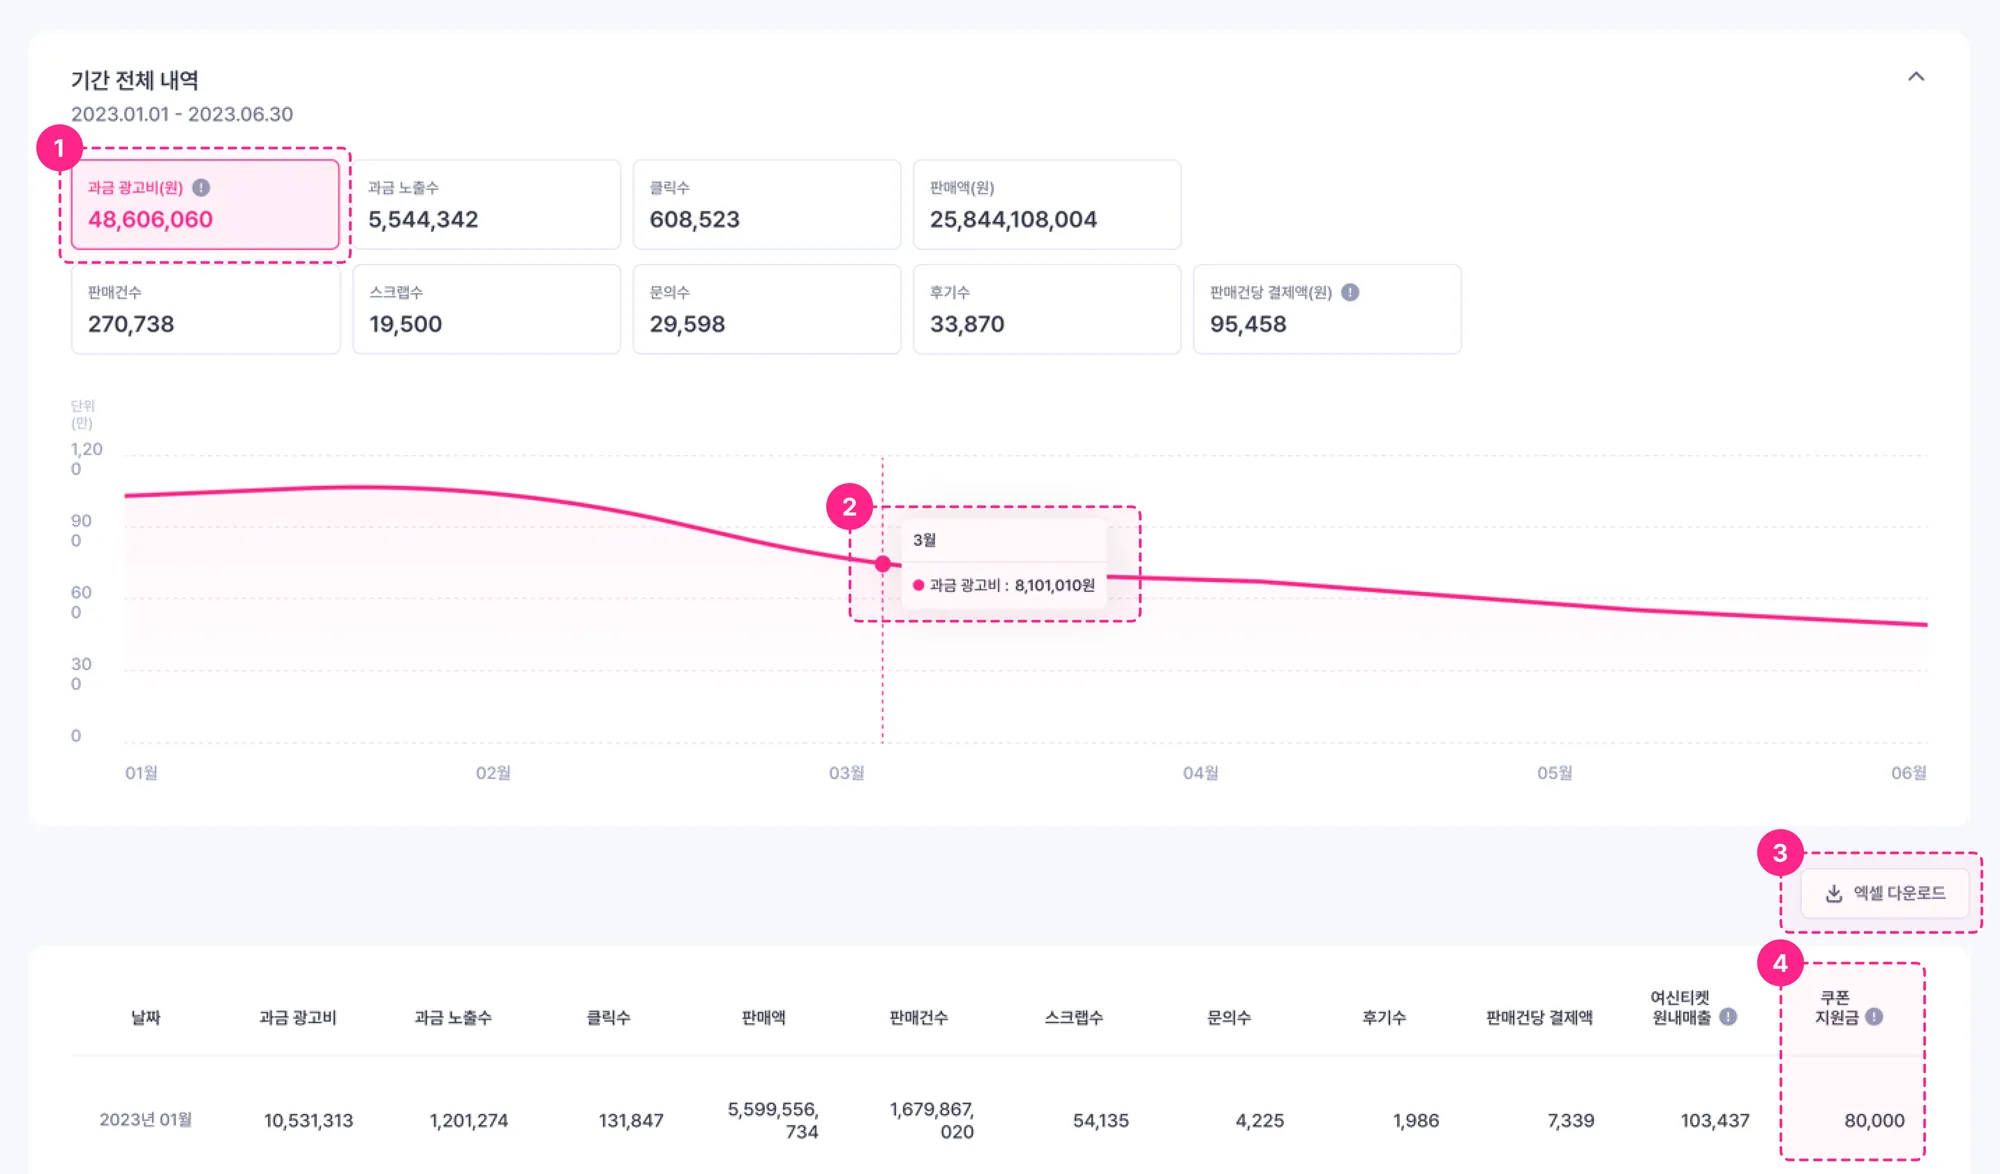 기간 전체 내역
2023.01.01 - 2023.06.30
1
과금 광고비(원) !
48,606,060
과금 노출수
5,544,342
클릭수
608,523
판매액(원)
25,844,108,004
판매건수
270,738
스크랩수
19,500
문의수
29,598
후기수
33,870
판매건당 결제액(원) !
95,458
단위
(만)
1,20
0
90
0
60
0
30
0
0
2
3월
과금 광고비 : 8,101,010원
01월
02월
03월
04월
05월
06월
3
엑셀 다운로드
4
날짜
과금 광고비
과금 노출수
클릭수
판매액
판매건수
스크랩수
문의수
후기수
판매건당 결제액
여신티켓
원내매출 !
쿠폰
지원금 !
2023년 01월
10,531,313
1,201,274
131,847
5,599,556,
734
1,679,867,
020
54,135
4,225
1,986
7,339
103,437
80,000